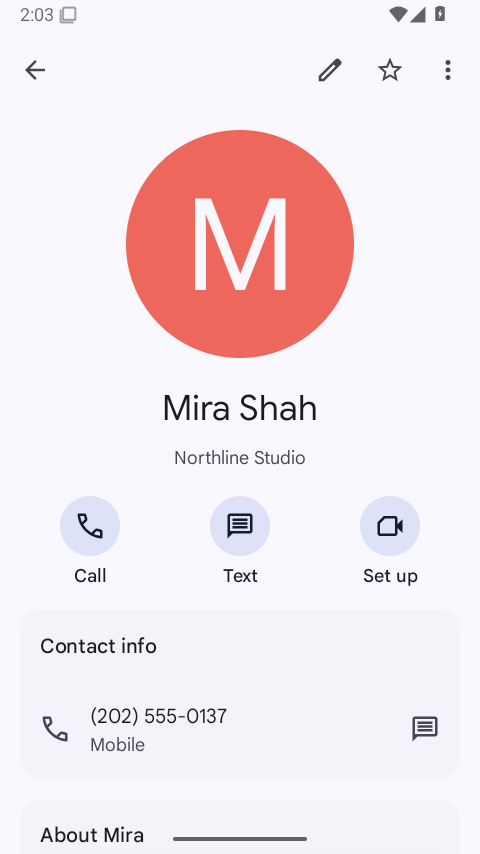 2:03
M
Mira Shah
Northline Studio
Call Text Set up
Contact info
(202) 555-0137
Mobile
About Mira